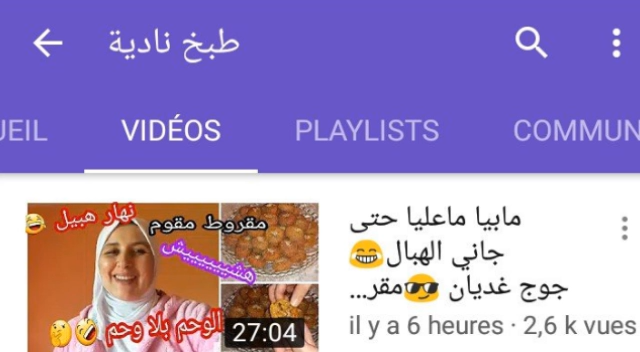 طبخ نادية
UEIL VIDÉOS PLAYLISTS COMMUN
نهار هبيل
مقروط مقوم
هشيييييييش
الوحم بلا وحم
27:04
مابيا ماعليا حتى
جاني الهبال😂
جوج غديان 😎مقر...
il y a 6 heures · 2,6 k vues